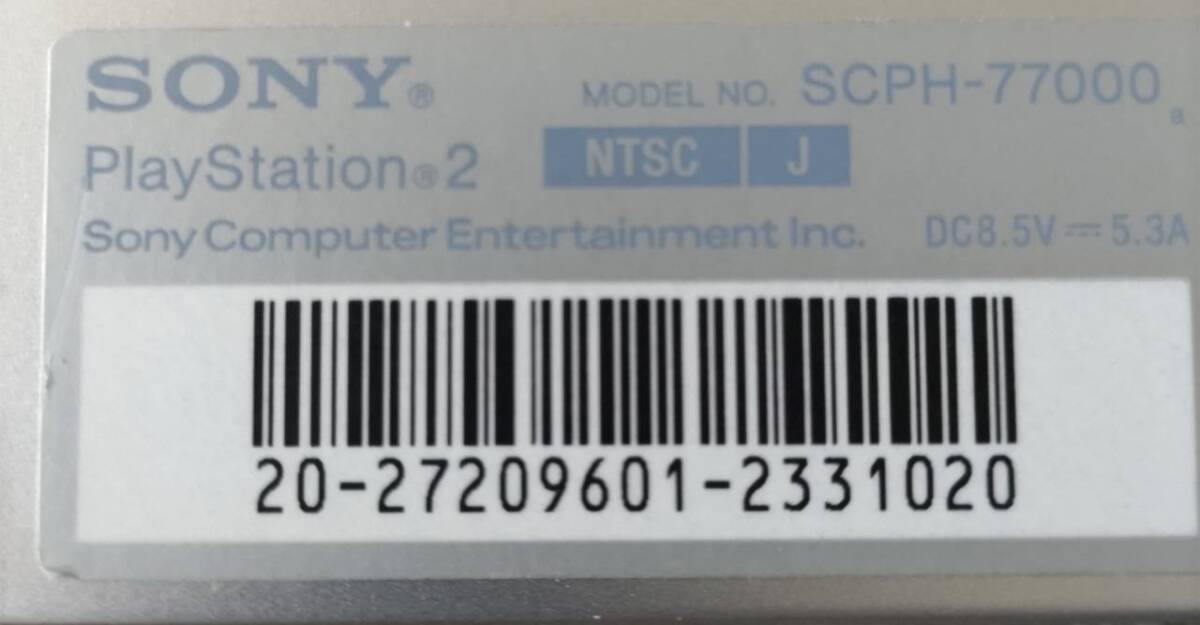 SONY® MODEL NO. SCPH-77000 a
PlayStation®2 NTSC J
Sony Computer Entertainment Inc. DC8.5V⎓5.3A
20-27209601-2331020